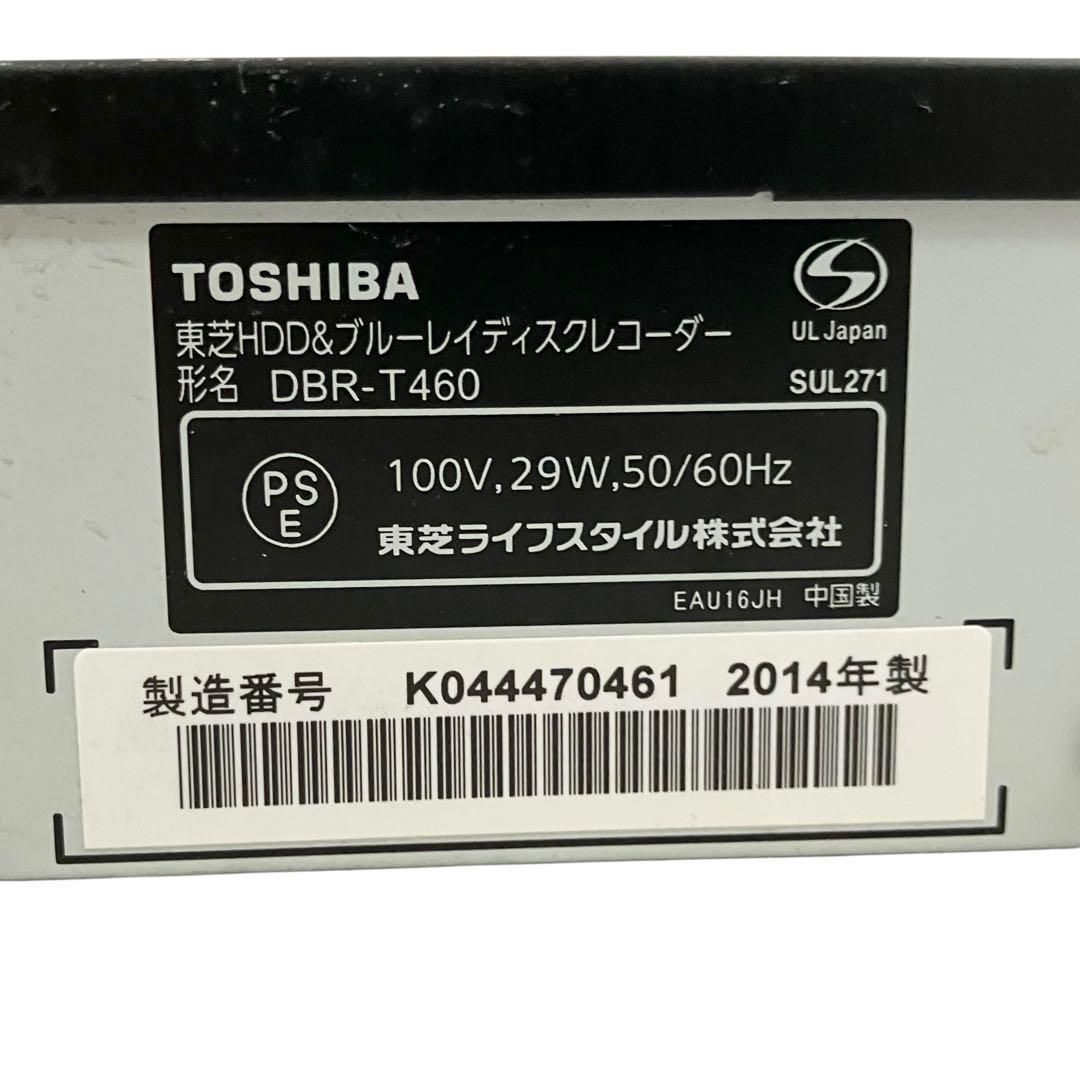 TOSHIBA
東芝HDD&ブルーレイディスクレコーダー
形名 DBR-T460
UL Japan
SUL271
PS
E
100V,29W,50/60Hz
東芝ライフスタイル株式会社
EAU16JH 中国製
製造番号 K044470461 2014年製